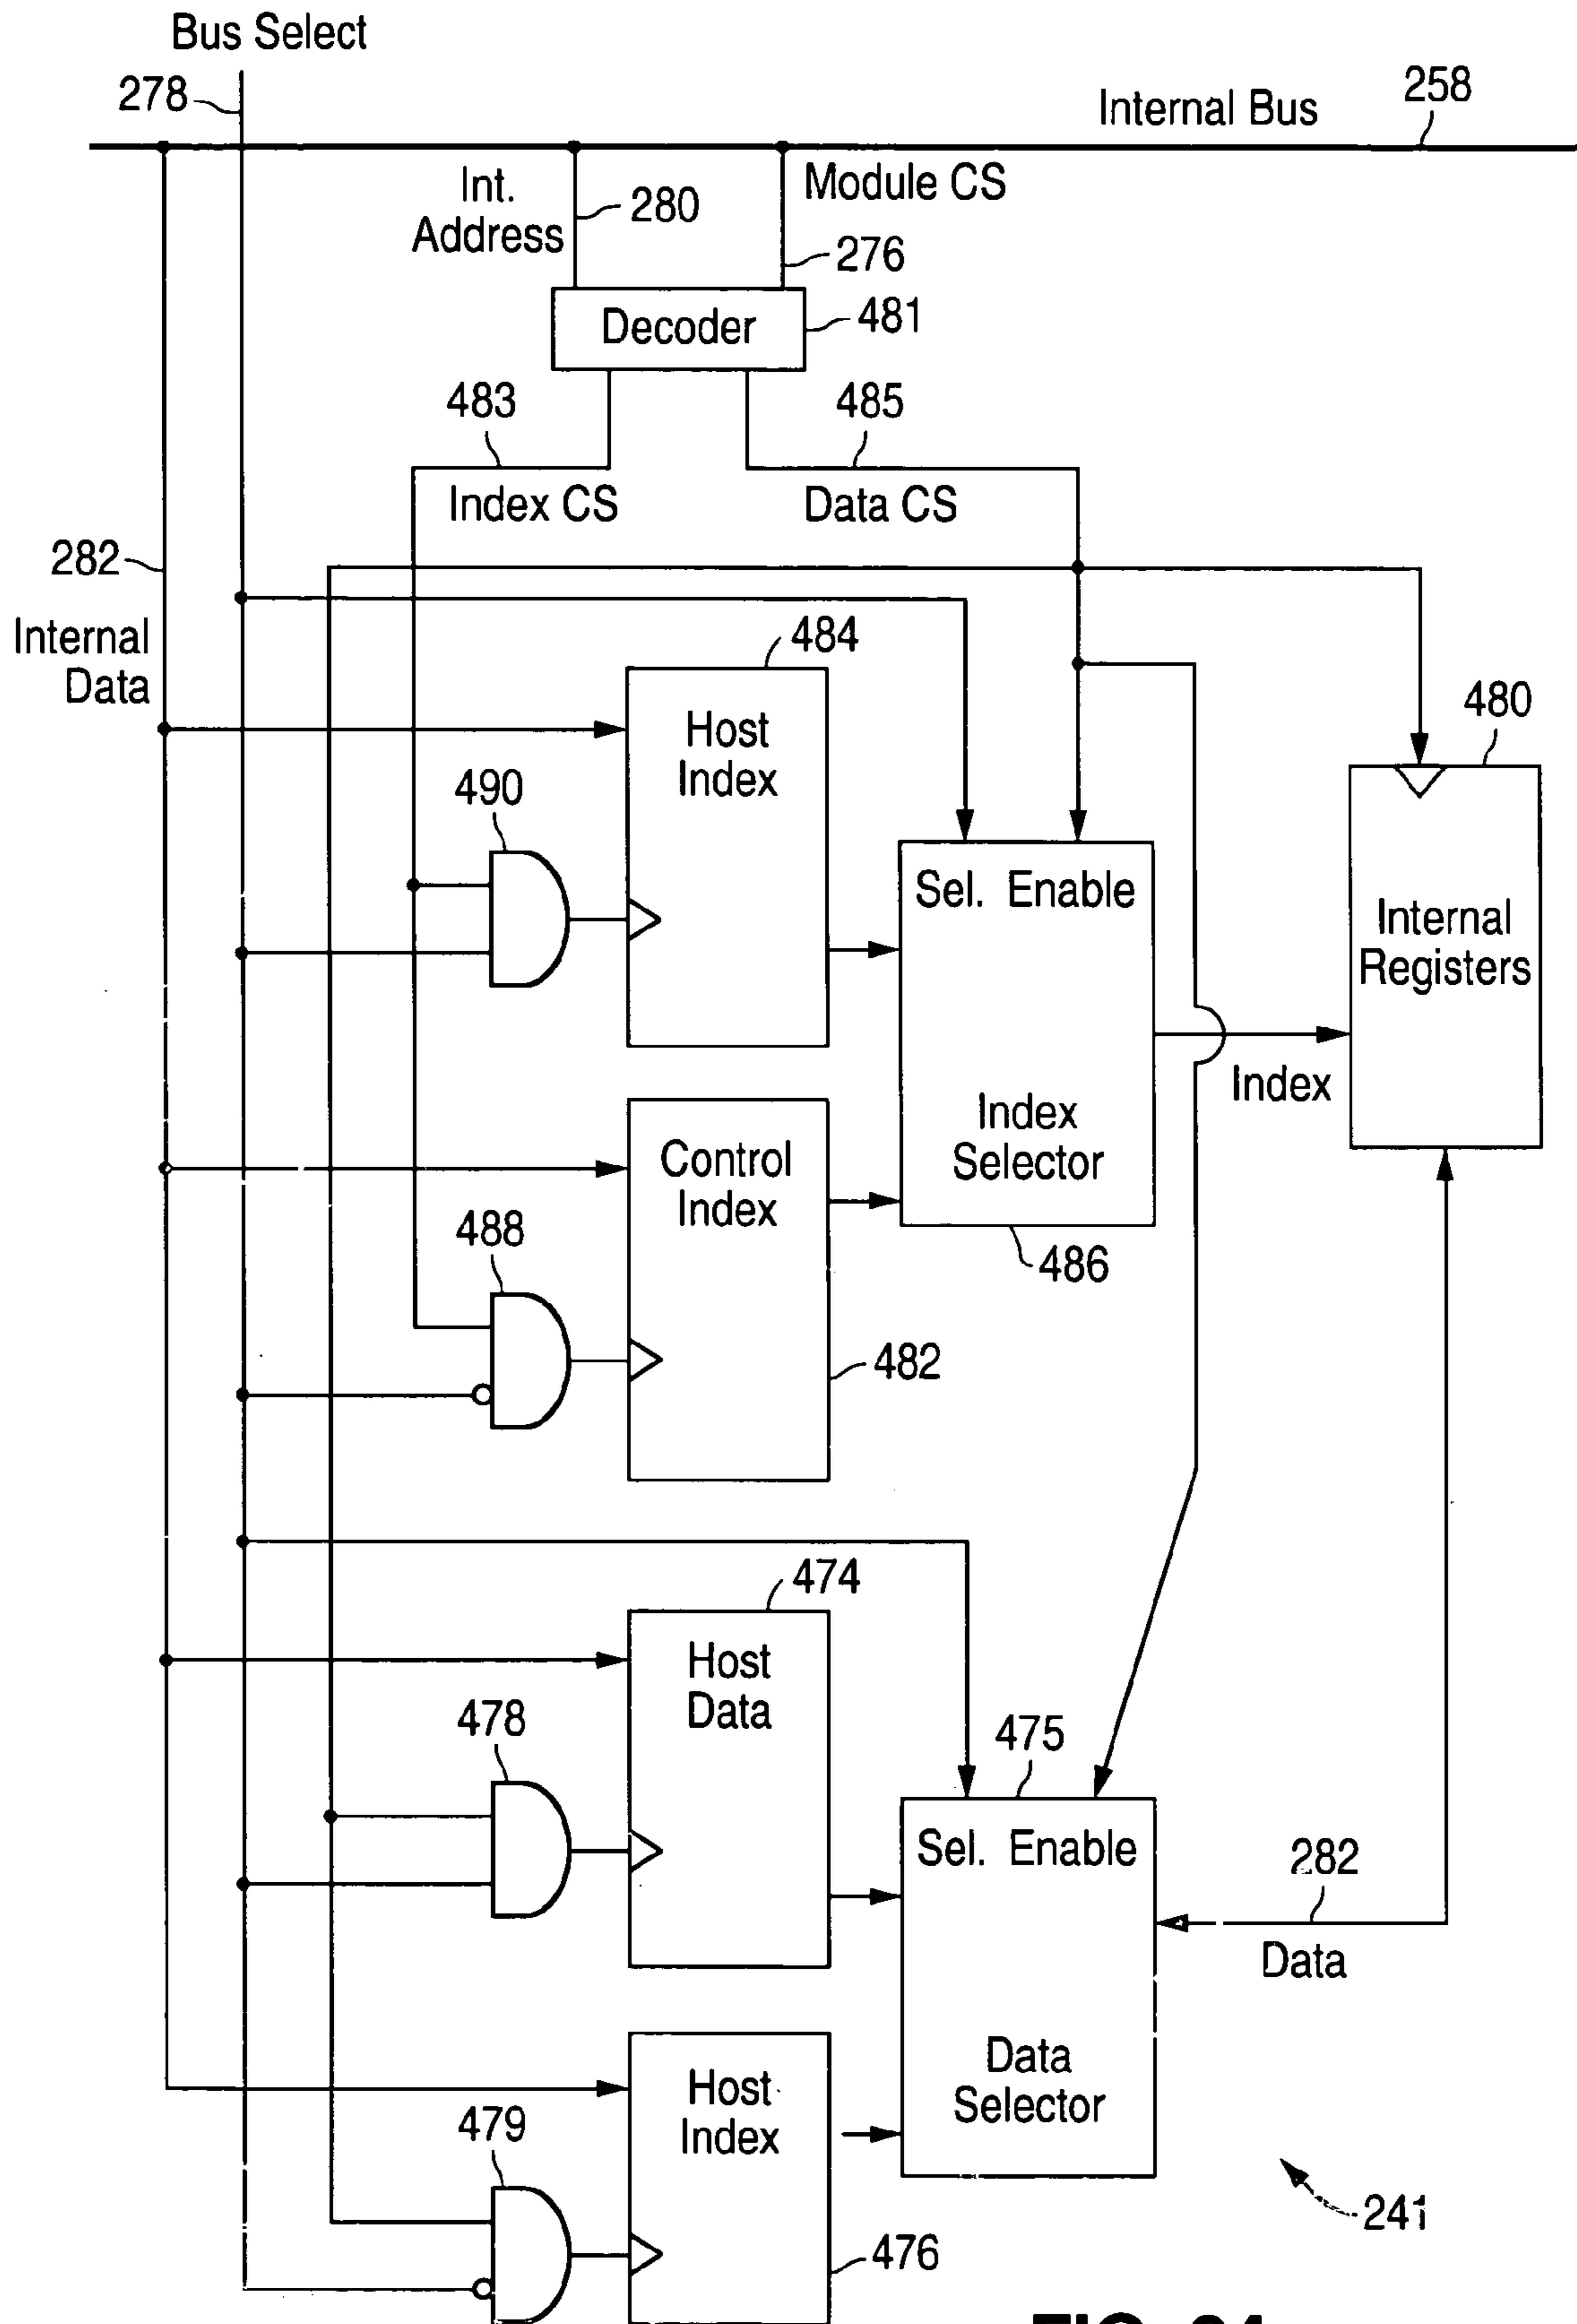 Bus Select
278
Internal Bus
258
Int.
Address
280
Module CS
276
Decoder
481
483
485
Index CS
Data CS
282
Internal
Data
484
480
Host
Index
490
Sel. Enable
Internal
Registers
Index
Index
Selector
Control
Index
488
486
482
474
Host
Data
478
475
Sel. Enable
282
Data
Data
Selector
Host
Index
479
241
476